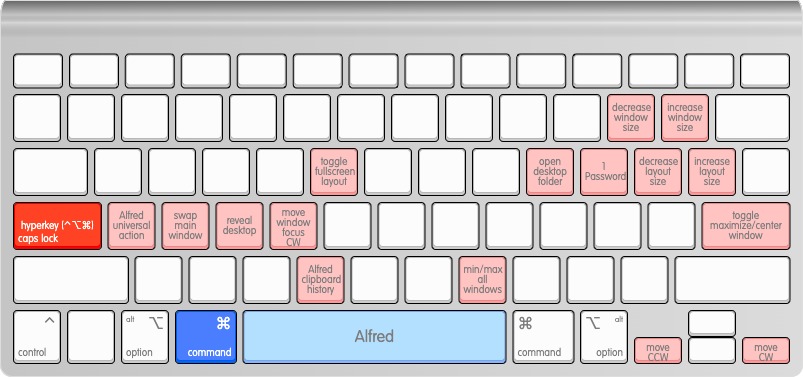 decrease
window
size
increase
window
size
toggle
fullscreen
layout
open
desktop
folder
1
Password
decrease
layout
size
increase
layout
size
hyperkey (^⌥⌘)
caps lock
Alfred
universal
action
swap
main
window
reveal
desktop
move
window
focus
CW
toggle
maximize/center
window
Alfred
clipboard
history
min/max
all
windows
^
control
alt ⌥
option
⌘
command
Alfred
⌘
command
⌥ alt
option
move
CCW
move
CW